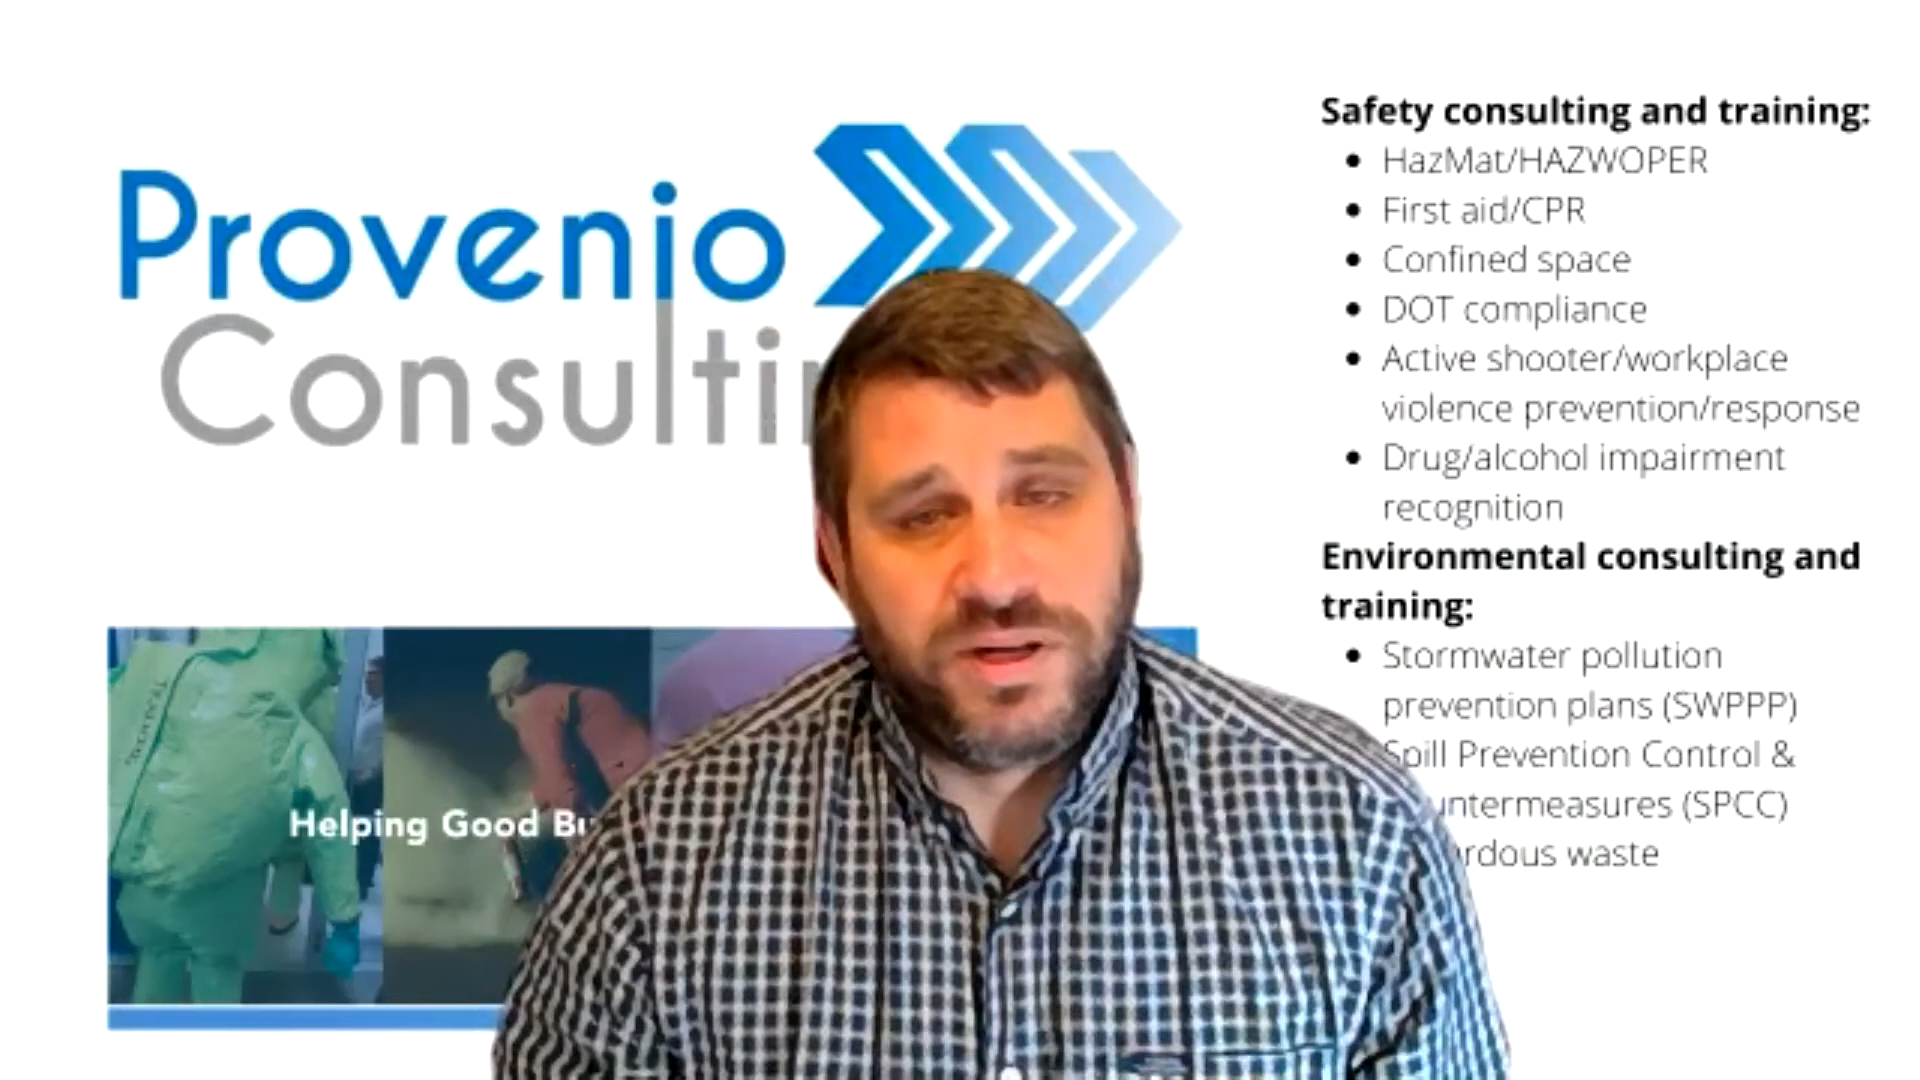 Provenio
Consultin
Helping Good Bu
Safety consulting and training:
• HazMat/HAZWOPER
• First aid/CPR
• Confined space
• DOT compliance
• Active shooter/workplace
violence prevention/response
• Drug/alcohol impairment
recognition
Environmental consulting and
training:
• Stormwater pollution
prevention plans (SWPPP)
Spill Prevention Control &
untermeasures (SPCC)
rdous waste